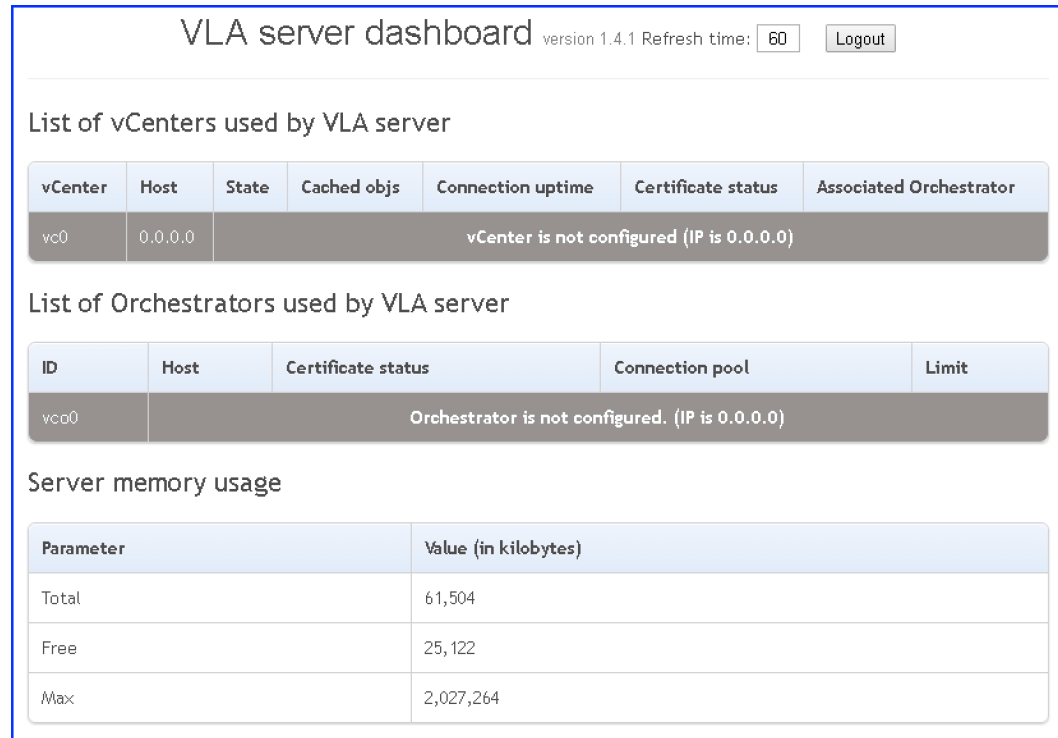 VLA server dashboard version 1.4.1 Refresh time: 60 Logout
List of vCenters used by VLA server
vCenter Host State Cached objs Connection uptime Certificate status Associated Orchestrator
vc0 0.0.0.0 vCenter is not configured (IP is 0.0.0.0)
List of Orchestrators used by VLA server
ID Host Certificate status Connection pool Limit
vco0 Orchestrator is not configured. (IP is 0.0.0.0)
Server memory usage
Parameter Value (in kilobytes)
Total 61,504
Free 25,122
Max 2,027,264